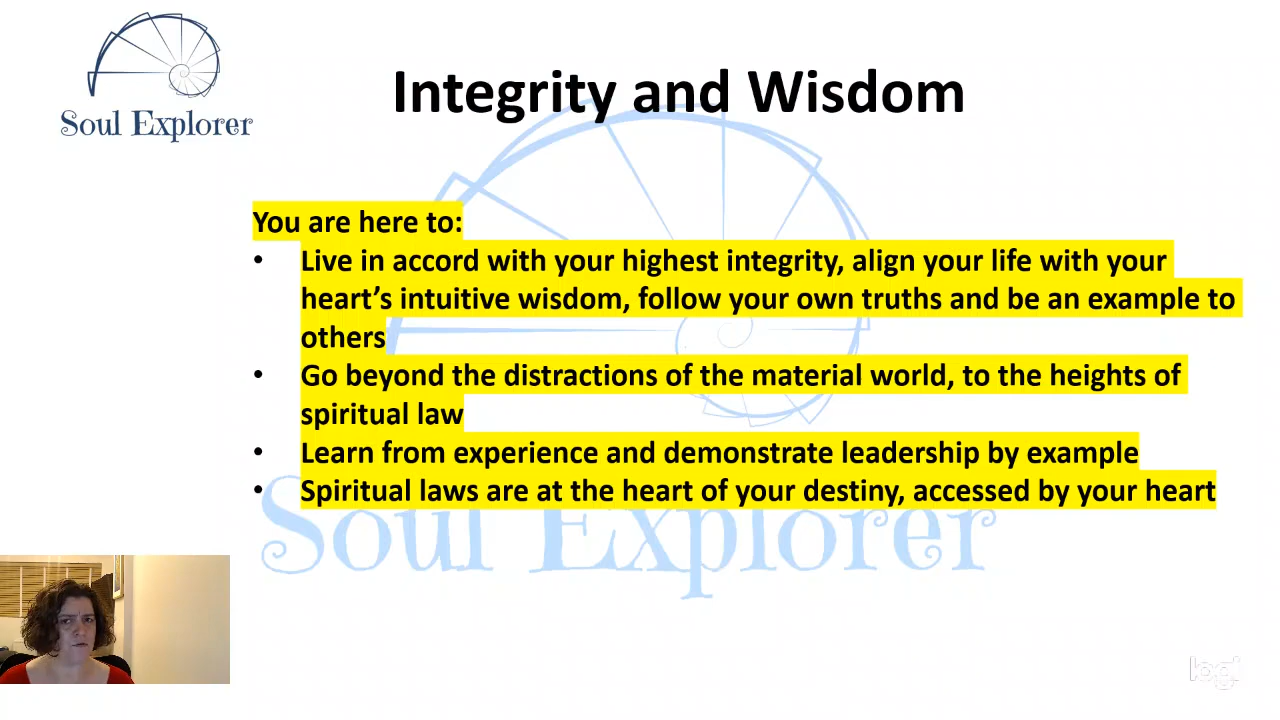 Soul Explorer
Integrity and Wisdom
You are here to:
• Live in accord with your highest integrity, align your life with your
heart’s intuitive wisdom, follow your own truths and be an example to
others
• Go beyond the distractions of the material world, to the heights of
spiritual law
• Learn from experience and demonstrate leadership by example
• Spiritual laws are at the heart of your destiny, accessed by your heart
Soul Explorer
logi